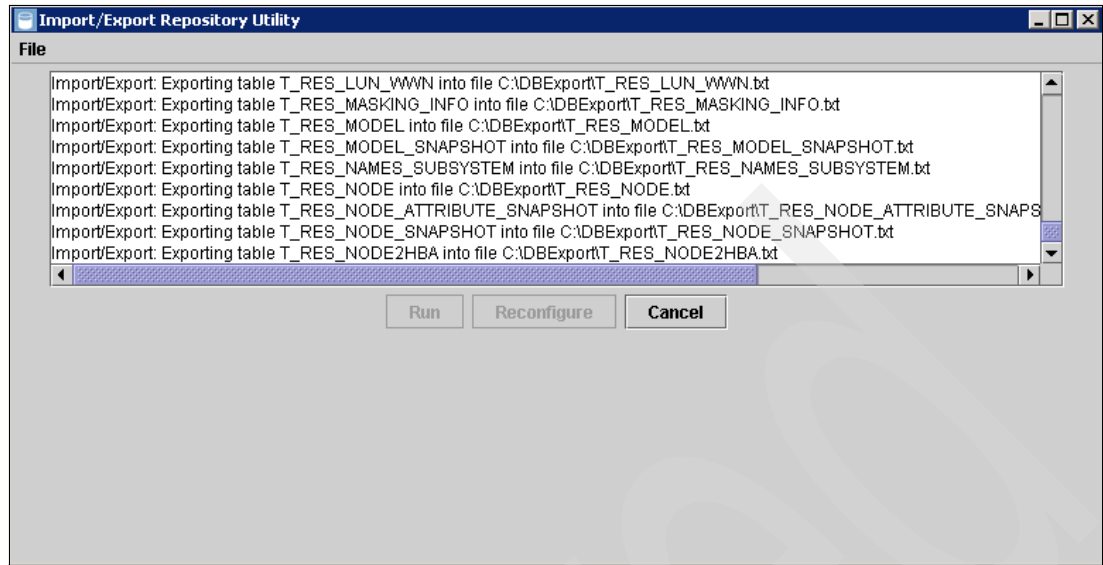 Import/Export Repository Utility
File
Import/Export: Exporting table T_RES_LUN_WWN into file C:\DBExport\T_RES_LUN_WWN.txt
Import/Export: Exporting table T_RES_MASKING_INFO into file C:\DBExport\T_RES_MASKING_INFO.txt
Import/Export: Exporting table T_RES_MODEL into file C:\DBExport\T_RES_MODEL.txt
Import/Export: Exporting table T_RES_MODEL_SNAPSHOT into file C:\DBExport\T_RES_MODEL_SNAPSHOT.txt
Import/Export: Exporting table T_RES_NAMES_SUBSYSTEM into file C:\DBExport\T_RES_NAMES_SUBSYSTEM.txt
Import/Export: Exporting table T_RES_NODE into file C:\DBExport\T_RES_NODE.txt
Import/Export: Exporting table T_RES_NODE_ATTRIBUTE_SNAPSHOT into file C:\DBExport\T_RES_NODE_ATTRIBUTE_SNAPS
Import/Export: Exporting table T_RES_NODE_SNAPSHOT into file C:\DBExport\T_RES_NODE_SNAPSHOT.txt
Import/Export: Exporting table T_RES_NODE2HBA into file C:\DBExport\T_RES_NODE2HBA.txt
Run Reconfigure Cancel